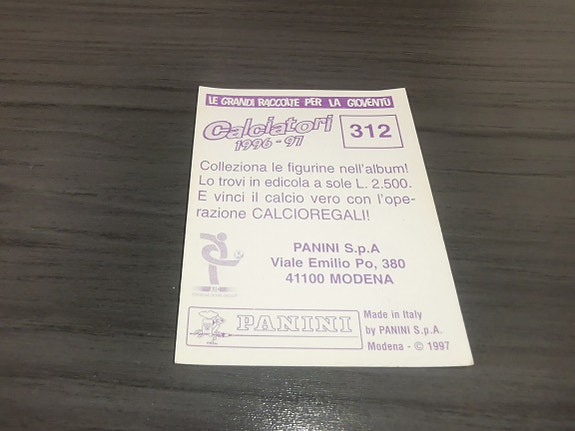 LE GRANDI RACCOLTE PER LA GIOVENTÙ
Calciatori
1996-97
312
Colleziona le figurine nell'album!
Lo trovi in edicola a sole L. 2.500.
E vinci il calcio vero con l'ope-
razione CALCIOREGALI!
PANINI S.p.A
Viale Emilio Po, 380
41100 MODENA
PANINI
Made in Italy
by PANINI S.p.A.
Modena - © 1997